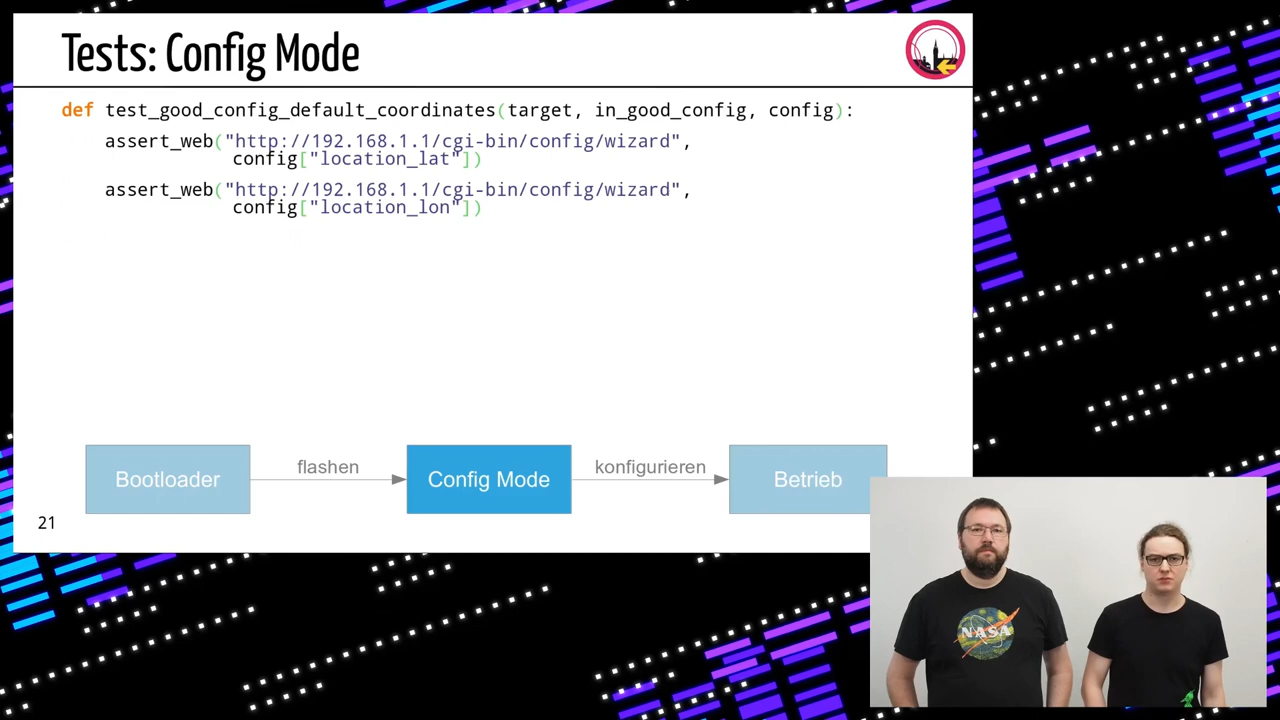 Tests: Config Mode
def test_good_config_default_coordinates(target, in_good_config, config):
assert_web("http://192.168.1.1/cgi-bin/config/wizard",
config["location_lat"])
assert_web("http://192.168.1.1/cgi-bin/config/wizard",
config["location_lon"])
Bootloader
flashen
Config Mode
konfigurieren
Betrieb
21
NASA